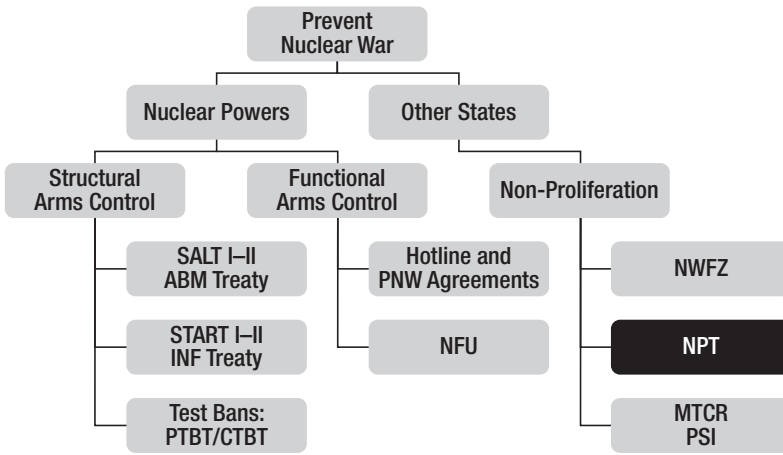 Prevent
Nuclear War
Nuclear Powers
Other States
Structural
Arms Control
Functional
Arms Control
Non-Proliferation
SALT I–II
ABM Treaty
Hotline and
PNW Agreements
NWFZ
START I–II
INF Treaty
NFU
NPT
Test Bans:
PTBT/CTBT
MTCR
PSI